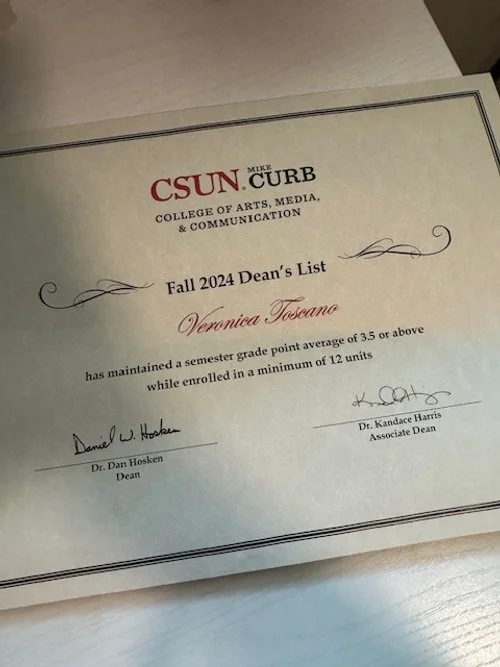 CSUN. MIKE CURB
COLLEGE OF ARTS, MEDIA,
& COMMUNICATION
Fall 2024 Dean's List
Veronica Toscano
has maintained a semester grade point average of 3.5 or above
while enrolled in a minimum of 12 units
Daniel W. Hosken
Dr. Dan Hosken
Dean
Dr. Kandace Harris
Associate Dean